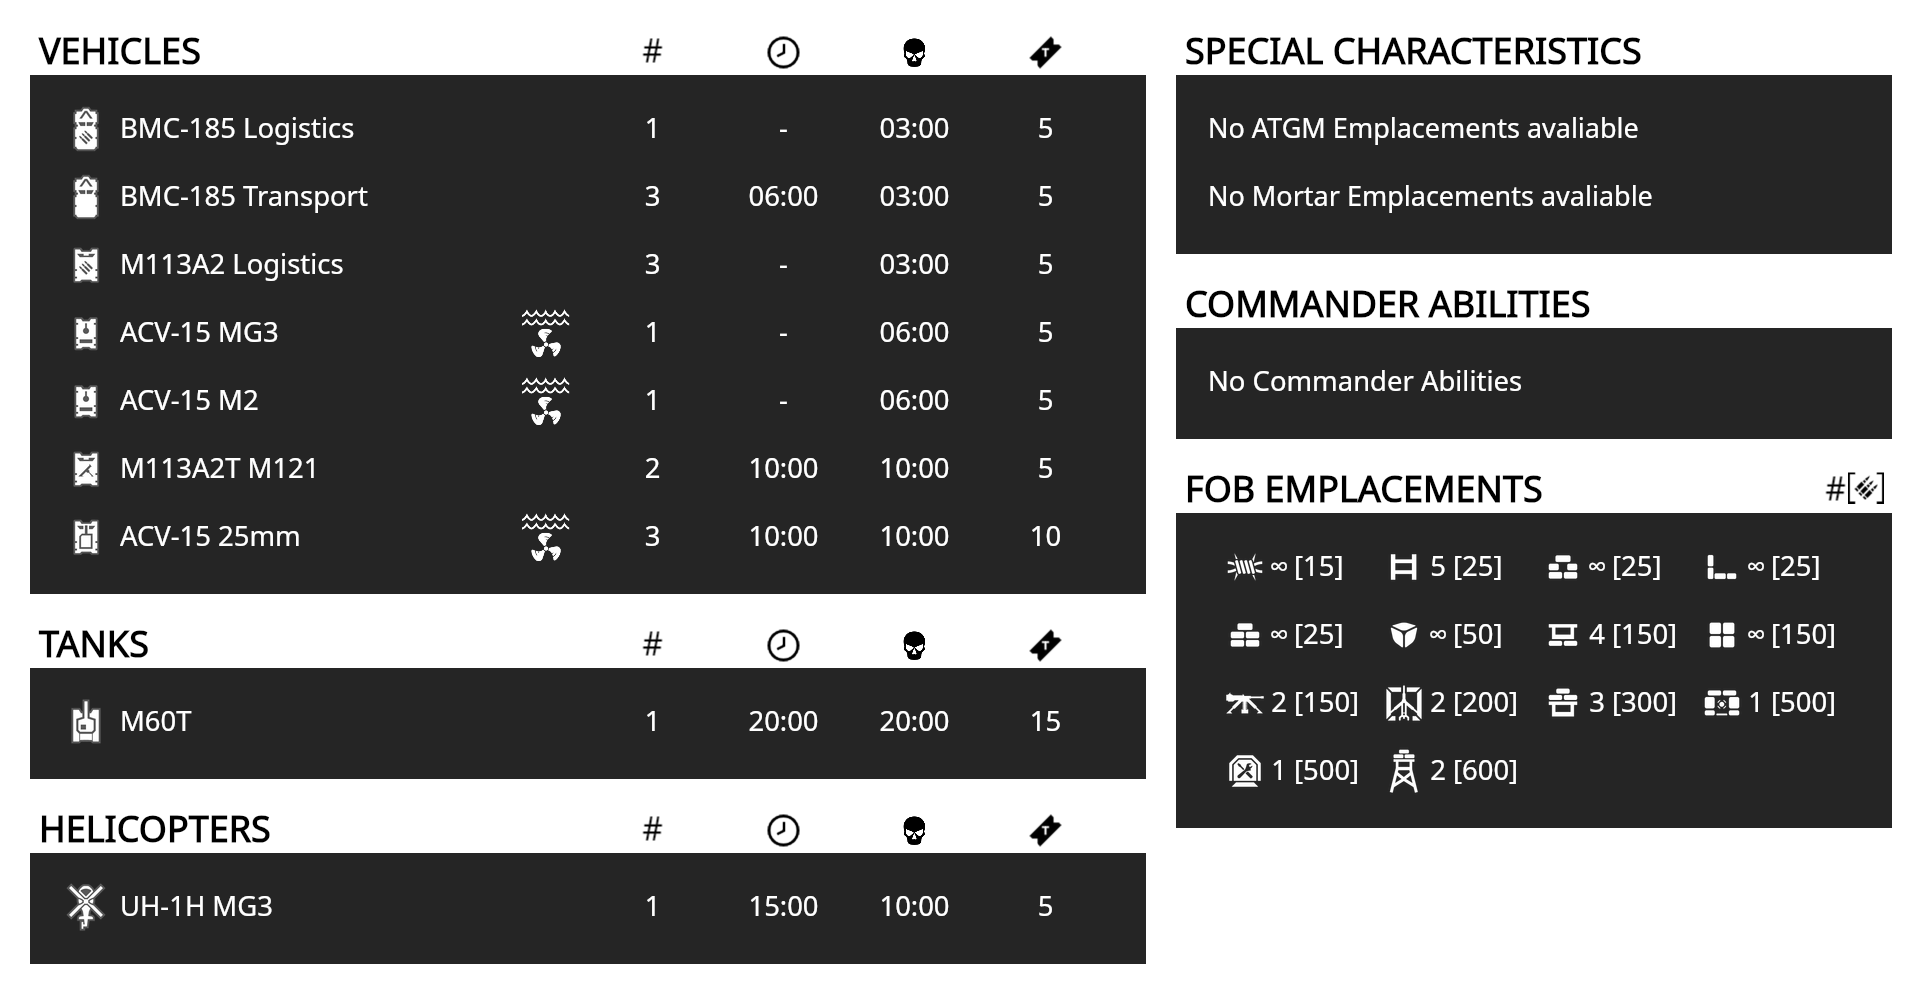 VEHICLES #
BMC-185 Logistics 1 - 03:00 5
BMC-185 Transport 3 06:00 03:00 5
M113A2 Logistics 3 - 03:00 5
ACV-15 MG3 1 - 06:00 5
ACV-15 M2 1 - 06:00 5
M113A2T M121 2 10:00 10:00 5
ACV-15 25mm 3 10:00 10:00 10
TANKS #
M60T 1 20:00 20:00 15
HELICOPTERS #
UH-1H MG3 1 15:00 10:00 5
SPECIAL CHARACTERISTICS
No ATGM Emplacements avaliable
No Mortar Emplacements avaliable
COMMANDER ABILITIES
No Commander Abilities
FOB EMPLACEMENTS #[]
∞ [15] 5 [25] ∞ [25] ∞ [25]
∞ [25] ∞ [50] 4 [150] ∞ [150]
2 [150] 2 [200] 3 [300] 1 [500]
1 [500] 2 [600]